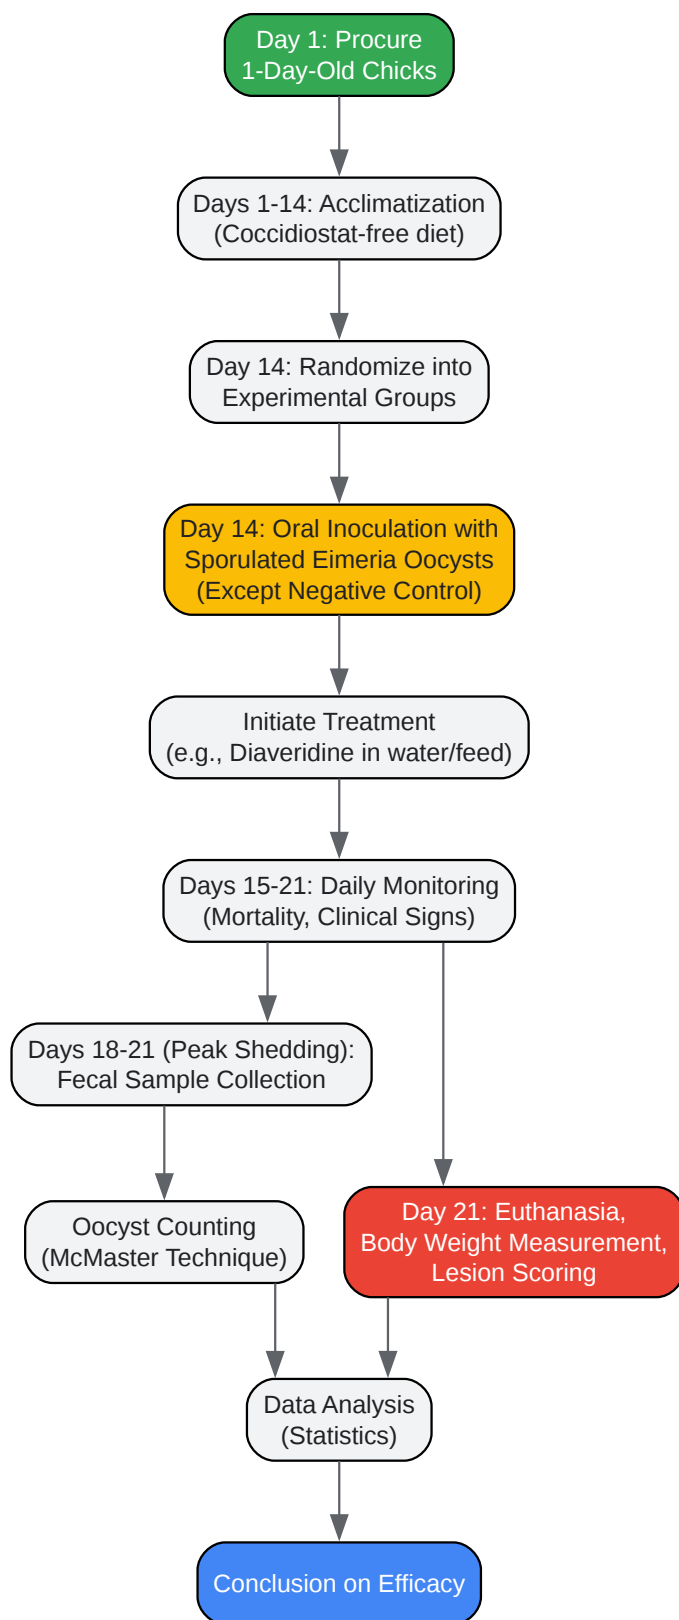 Day 1: Procure
1-Day-Old Chicks
Days 1-14: Acclimatization
(Coccidiostat-free diet)
Day 14: Randomize into
Experimental Groups
Day 14: Oral Inoculation with
Sporulated Eimeria Oocysts
(Except Negative Control)
Initiate Treatment
(e.g., Diaveridine in water/feed)
Days 15-21: Daily Monitoring
(Mortality, Clinical Signs)
Days 18-21 (Peak Shedding):
Fecal Sample Collection
Oocyst Counting
(McMaster Technique)
Day 21: Euthanasia,
Body Weight Measurement,
Lesion Scoring
Data Analysis
(Statistics)
Conclusion on Efficacy